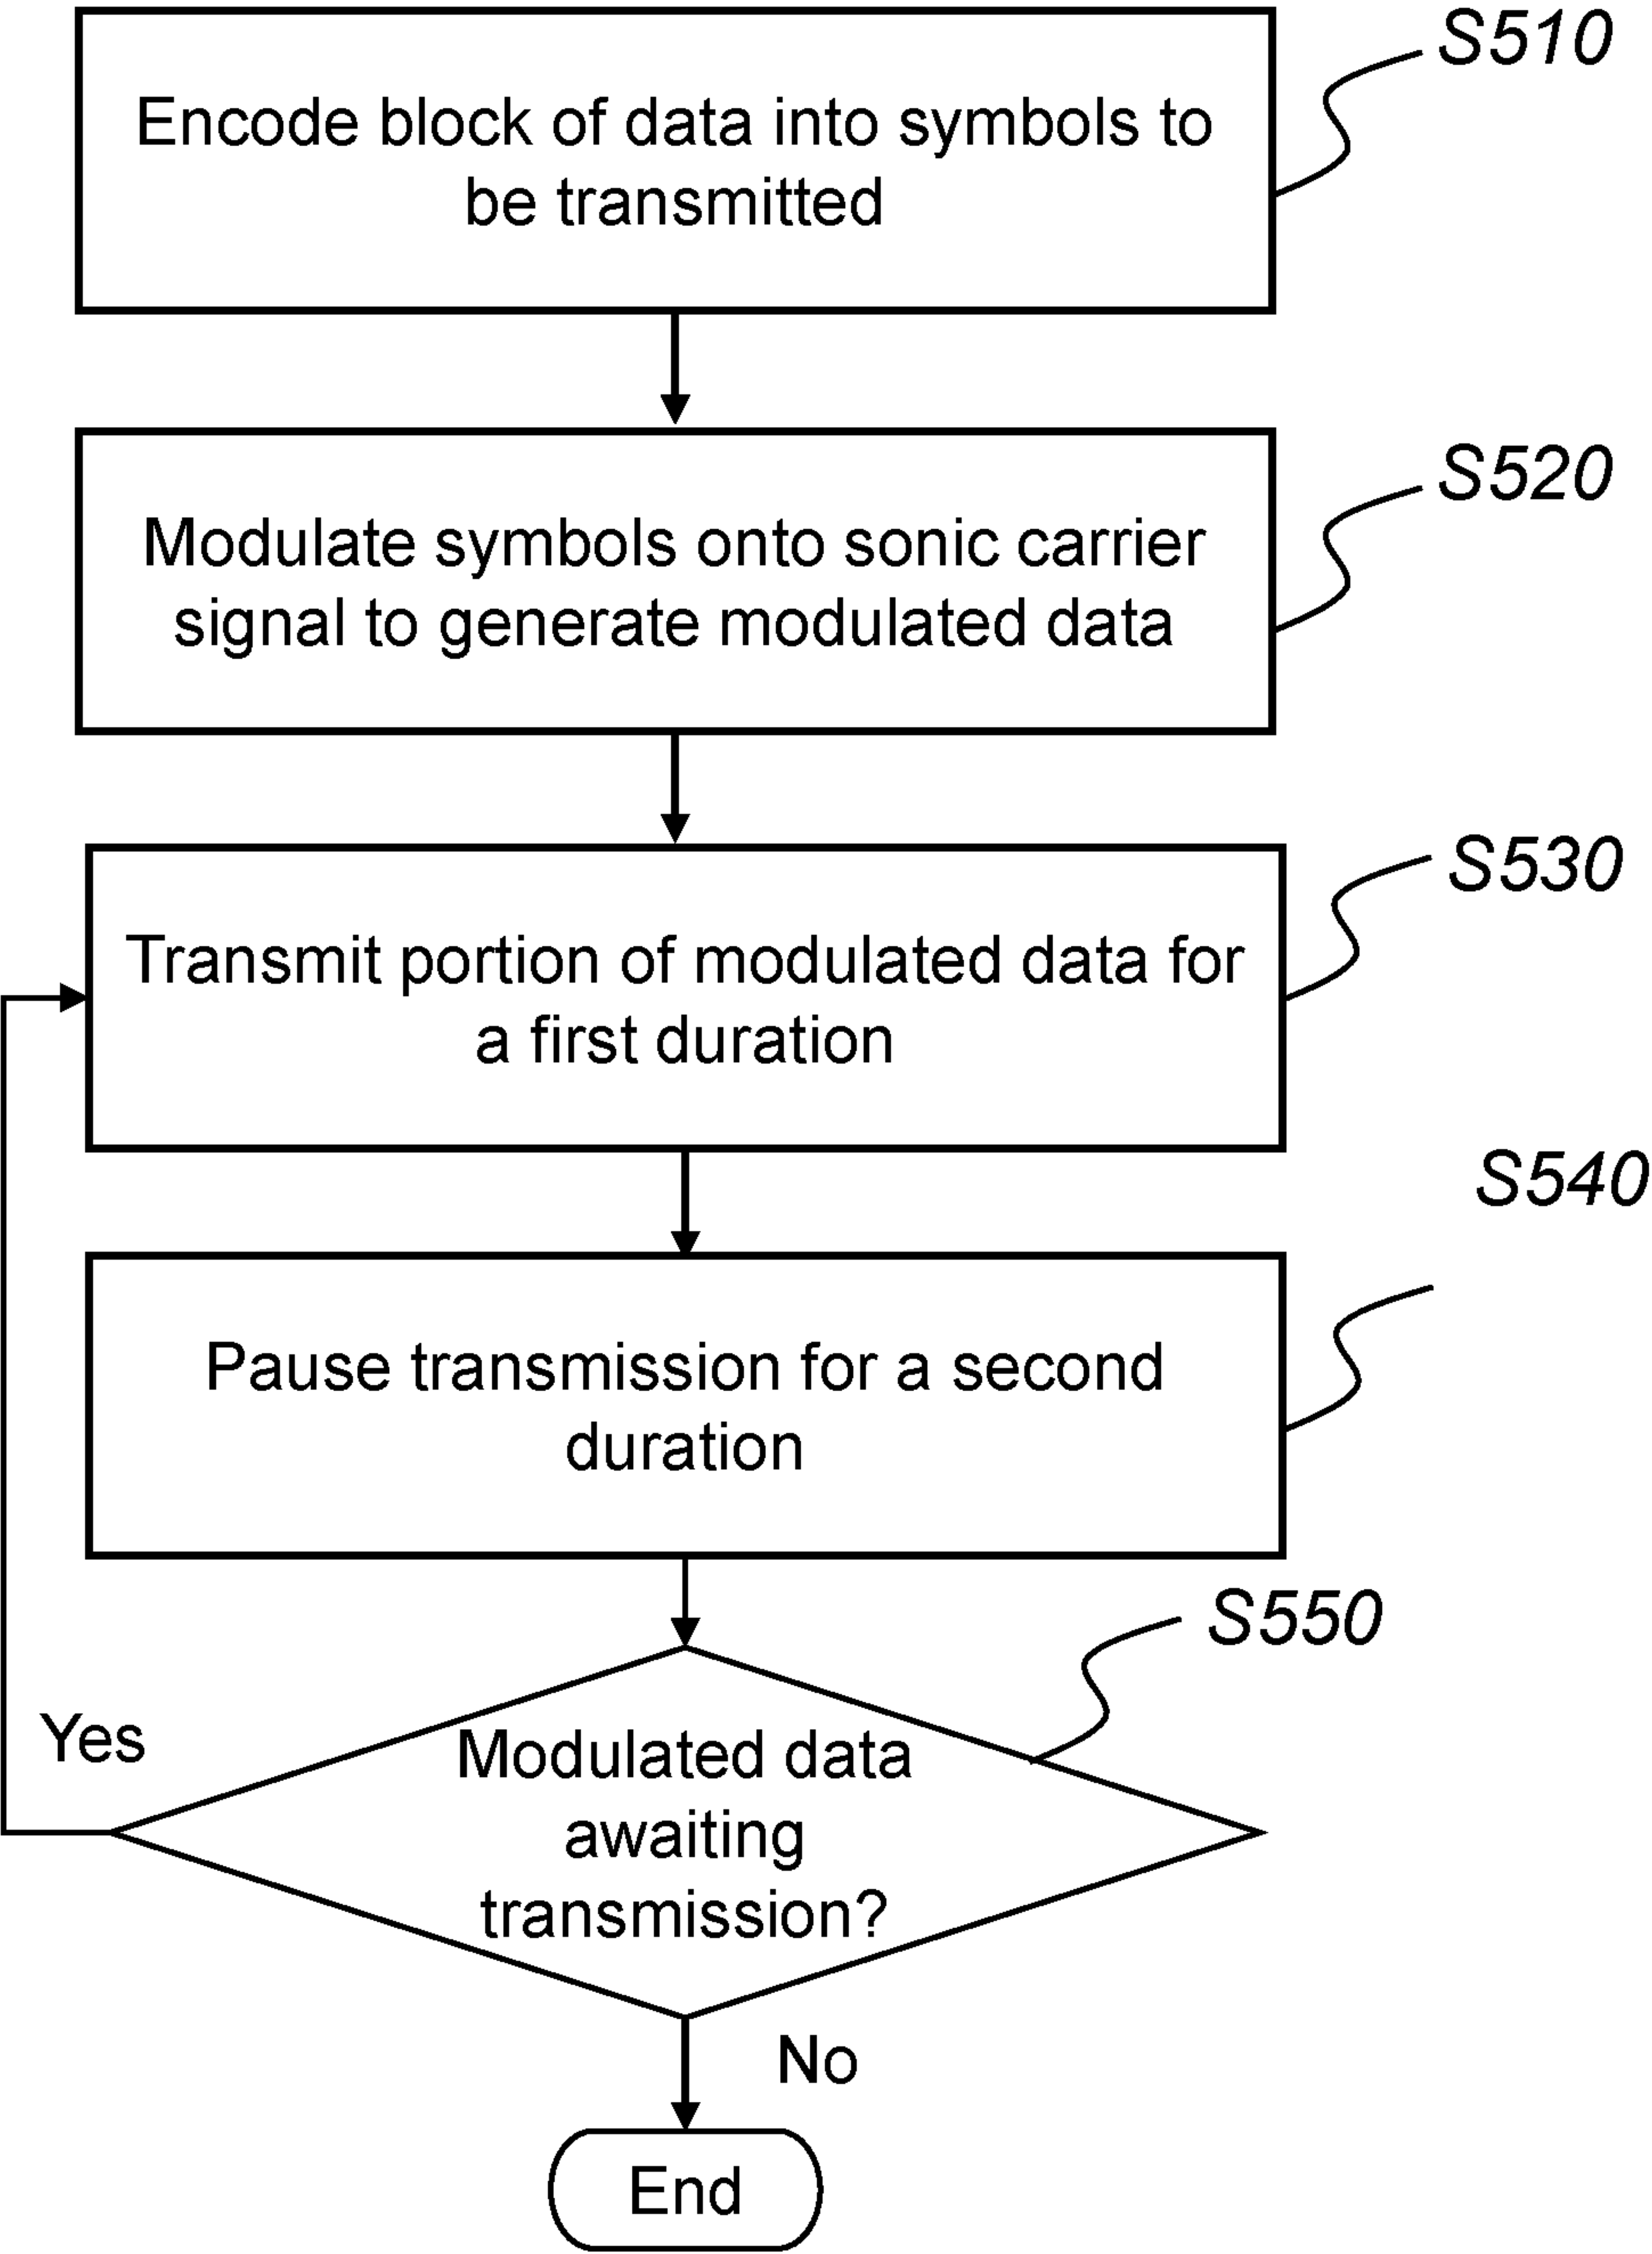 S510
Encode block of data into symbols to
be transmitted
S520
Modulate symbols onto sonic carrier
signal to generate modulated data
S530
Transmit portion of modulated data for
a first duration
S540
Pause transmission for a second
duration
S550
Yes
Modulated data
awaiting
transmission?
No
End